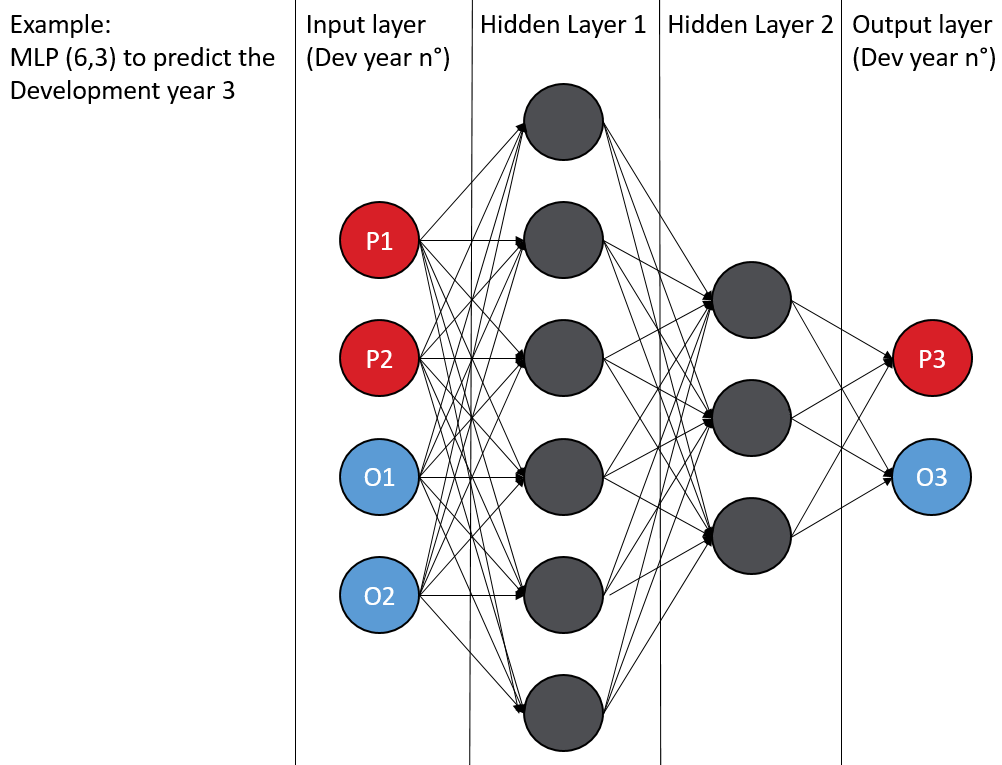 Example:
MLP (6,3) to predict the
Development year 3
Input layer
(Dev year n°)
Hidden Layer 1
Hidden Layer 2
Output layer
(Dev year n°)
P1
P2
O1
O2
P3
O3